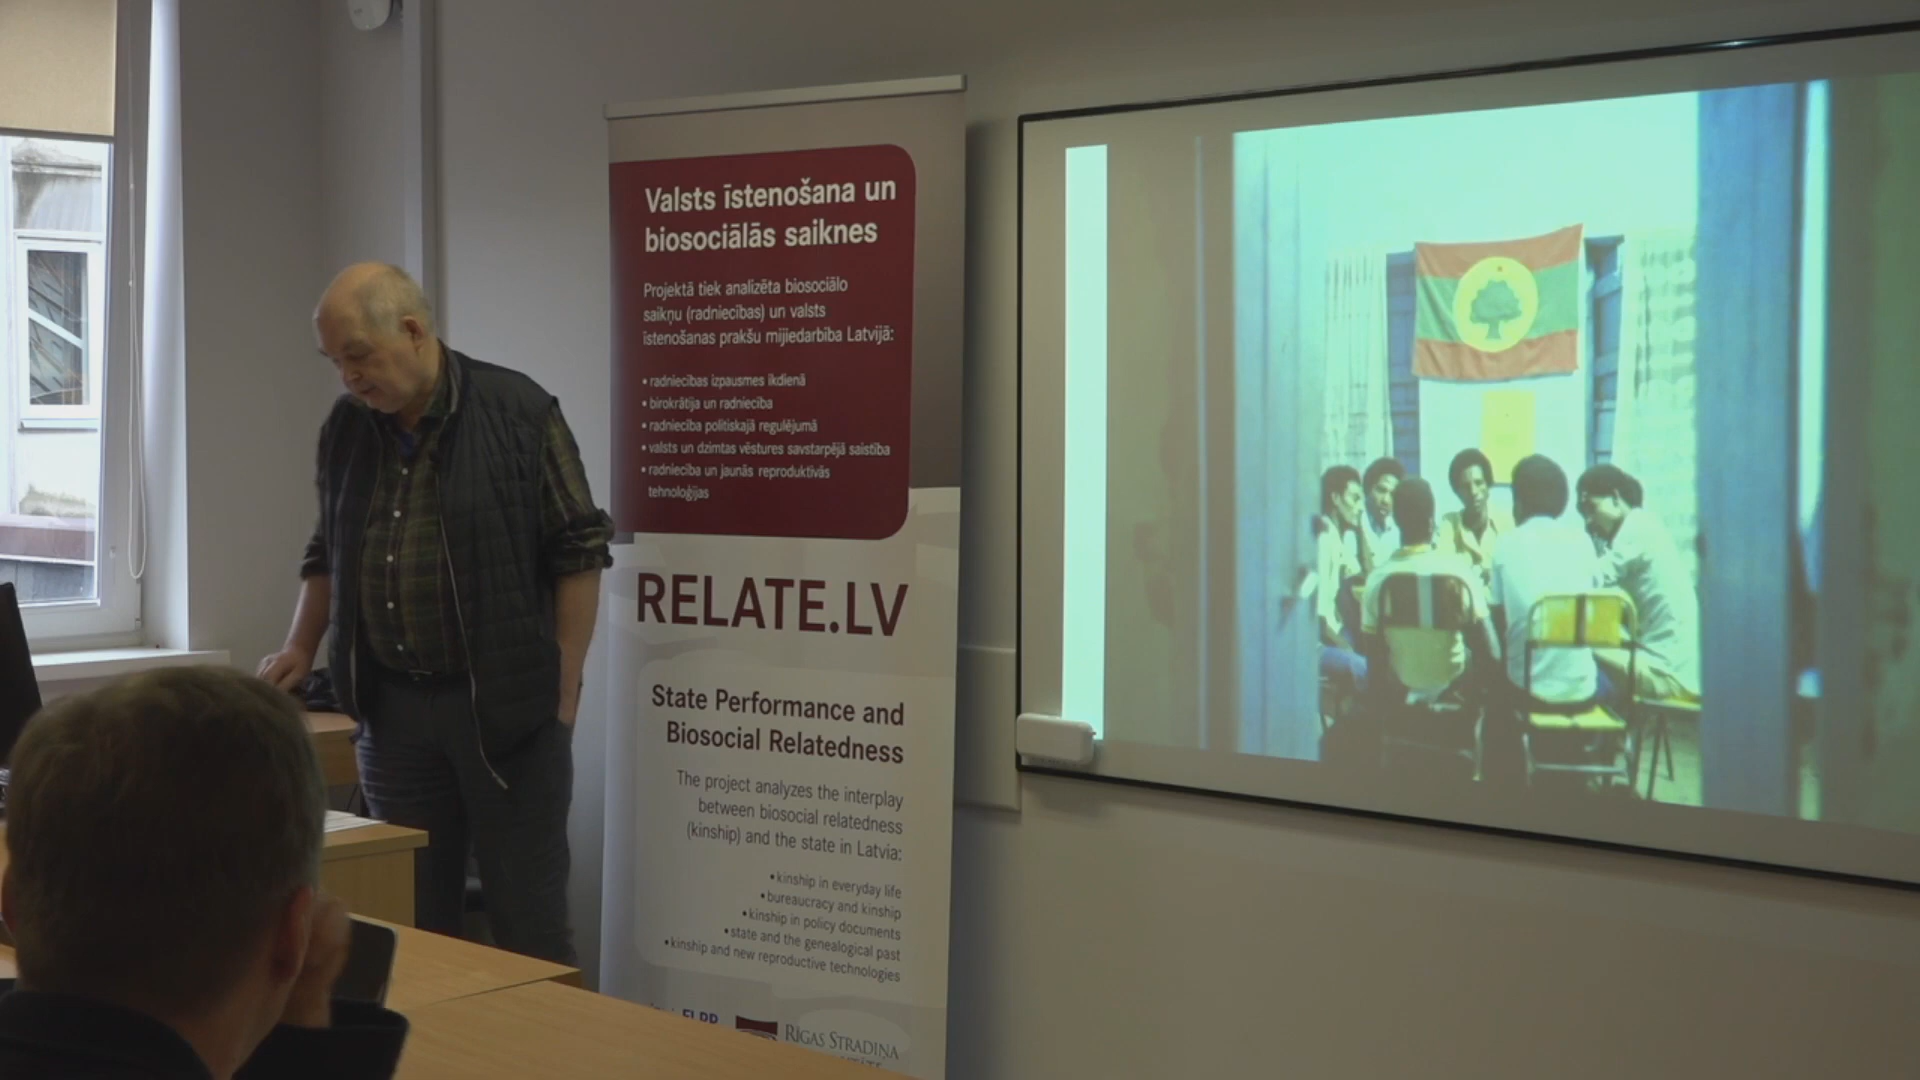 Valsts īstenošana un
biosociālās saiknes
Projektā tiek analizēta biosociālo
saikņu (radniecības) un valsts
īstenošanas prakšu mijiedarbība Latvijā:
• radniecības izpausmes ikdienā
• birokrātija un radniecība
• radniecība politiskajā regulējumā
• valsts un dzimtas vēstures savstarpējā saistība
• radniecība un jaunās reproduktīvās
tehnoloģijas
RELATE.LV
State Performance and
Biosocial Relatedness
The project analyzes the interplay
between biosocial relatedness
(kinship) and the state in Latvia:
• kinship in everyday life
• bureaucracy and kinship
• kinship in policy documents
• state and the genealogical past
• kinship and new reproductive technologies
RĪGAS STRADIŅA